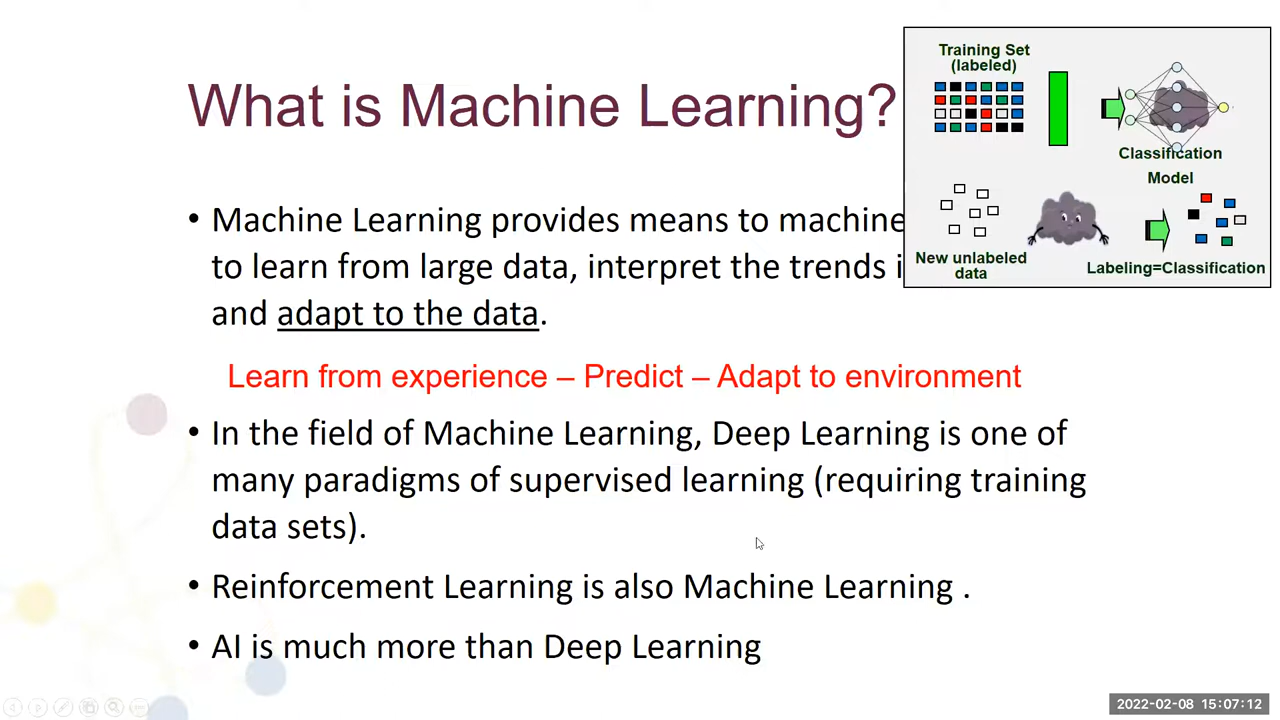 What is Machine Learning?
Training Set
(labeled)
Classification
Model
New unlabeled
data
Labeling=Classification
• Machine Learning provides means to machine
to learn from large data, interpret the trends i
and adapt to the data.
Learn from experience – Predict – Adapt to environment
• In the field of Machine Learning, Deep Learning is one of
many paradigms of supervised learning (requiring training
data sets).
• Reinforcement Learning is also Machine Learning .
• AI is much more than Deep Learning
2022-02-08 15:07:12